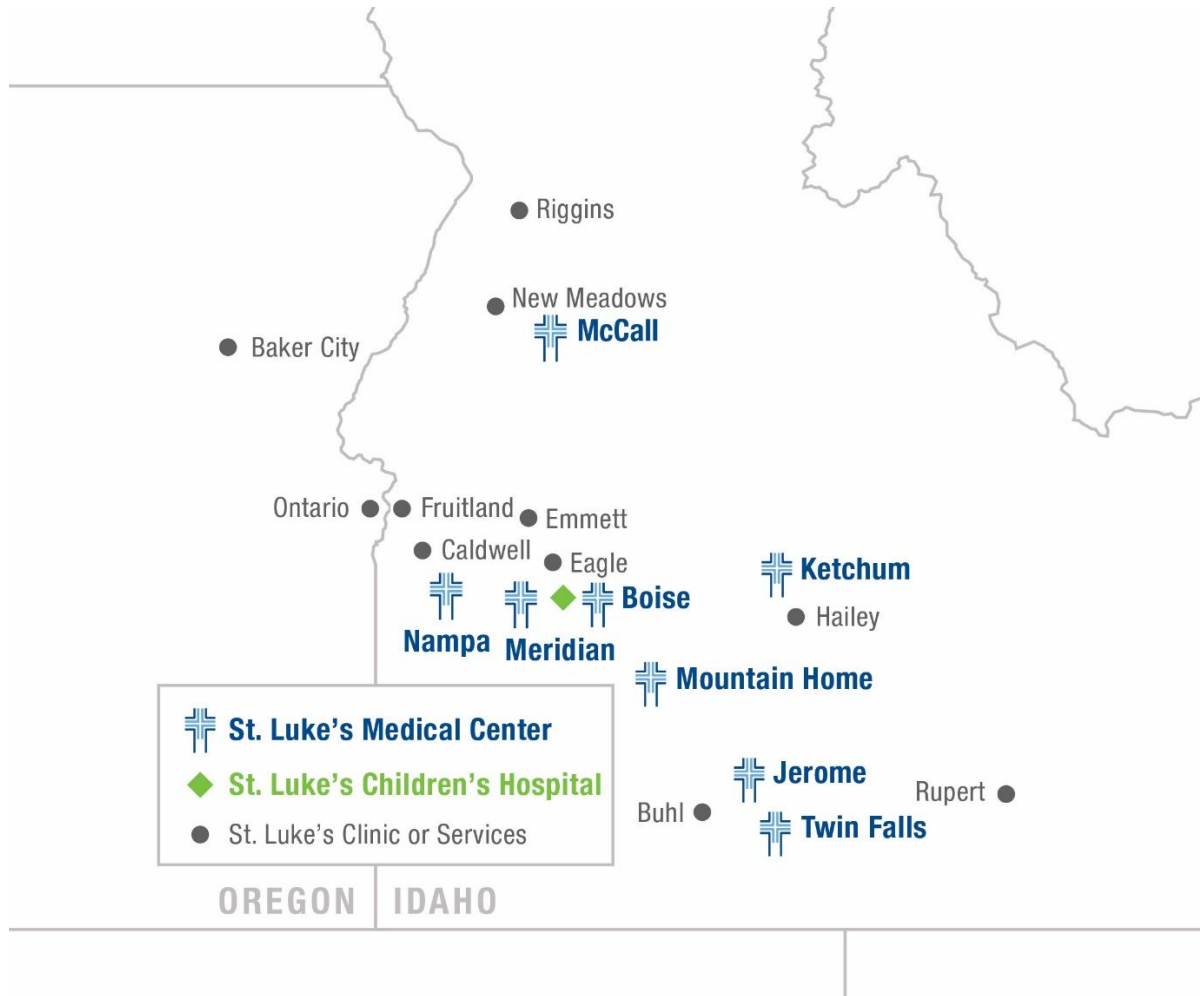 Riggins
New Meadows
McCall
Baker City
Ontario
Fruitland
Emmett
Caldwell
Eagle
Ketchum
Boise
Hailey
Nampa
Meridian
Mountain Home
St. Luke’s Medical Center
St. Luke’s Children’s Hospital
St. Luke’s Clinic or Services
Jerome
Rupert
Buhl
Twin Falls
OREGON
IDAHO